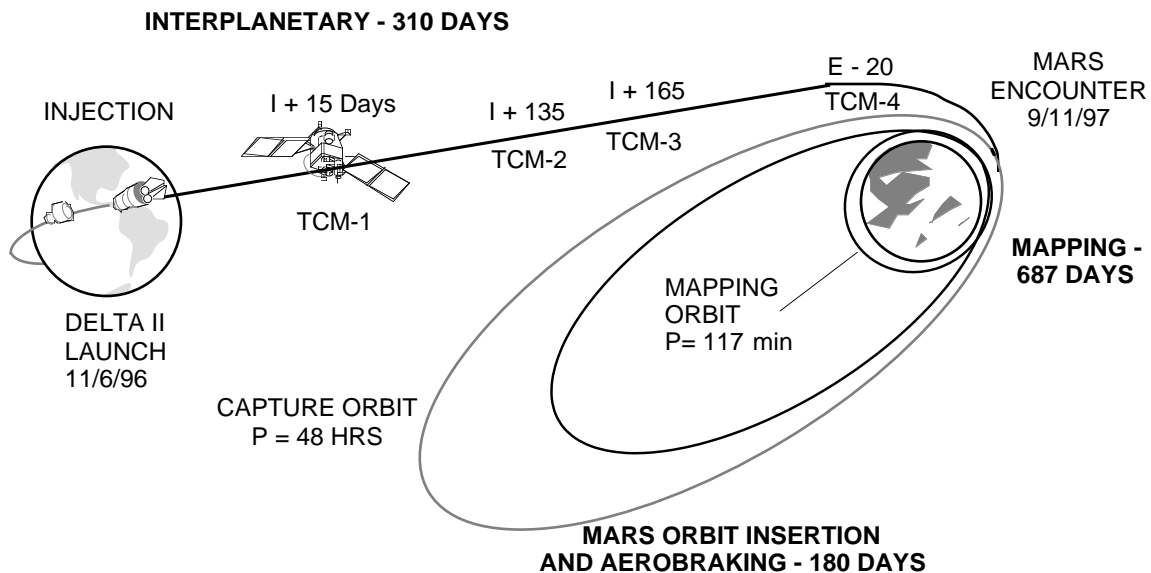 INTERPLANETARY - 310 DAYS
INJECTION
I + 15 Days
TCM-1
I + 135
TCM-2
I + 165
TCM-3
E - 20
TCM-4
MARS
ENCOUNTER
9/11/97
DELTA II
LAUNCH
11/6/96
CAPTURE ORBIT
P = 48 HRS
MAPPING
ORBIT
P= 117 min
MAPPING -
687 DAYS
MARS ORBIT INSERTION
AND AEROBRAKING - 180 DAYS